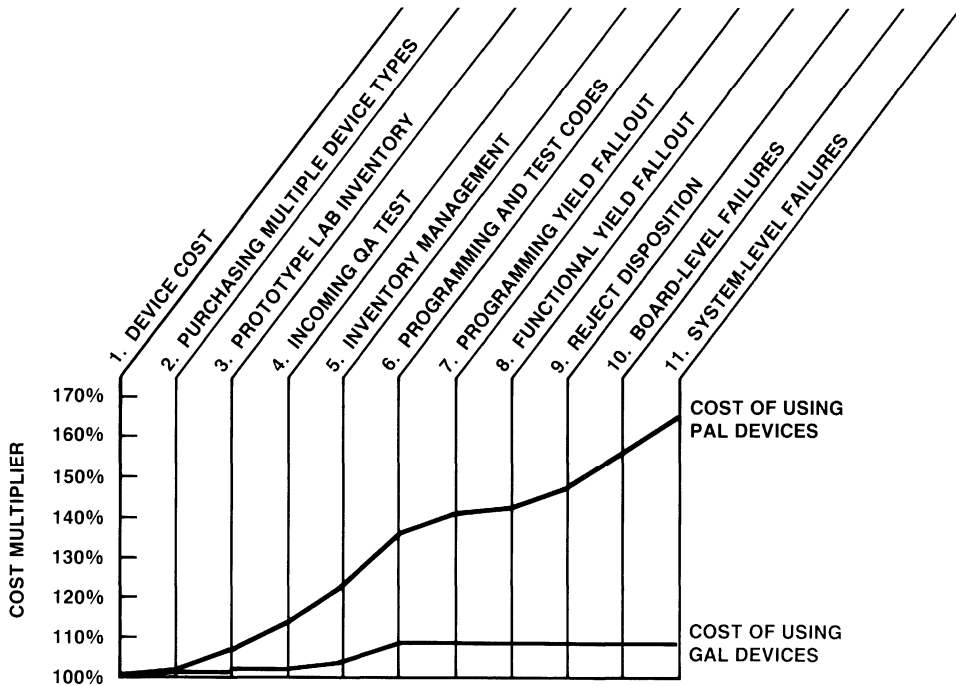 1. DEVICE COST
2. PURCHASING MULTIPLE DEVICE TYPES
3. PROTOTYPE LAB INVENTORY
4. INCOMING QA TEST
5. INVENTORY MANAGEMENT
6. PROGRAMMING AND TEST CODES
7. PROGRAMMING YIELD FALLOUT
8. FUNCTIONAL YIELD FALLOUT
9. REJECT DISPOSITION
10. BOARD-LEVEL FAILURES
11. SYSTEM-LEVEL FAILURES
COST MULTIPLIER
170%
160%
150%
140%
130%
120%
110%
100%
COST OF USING
PAL DEVICES
COST OF USING
GAL DEVICES